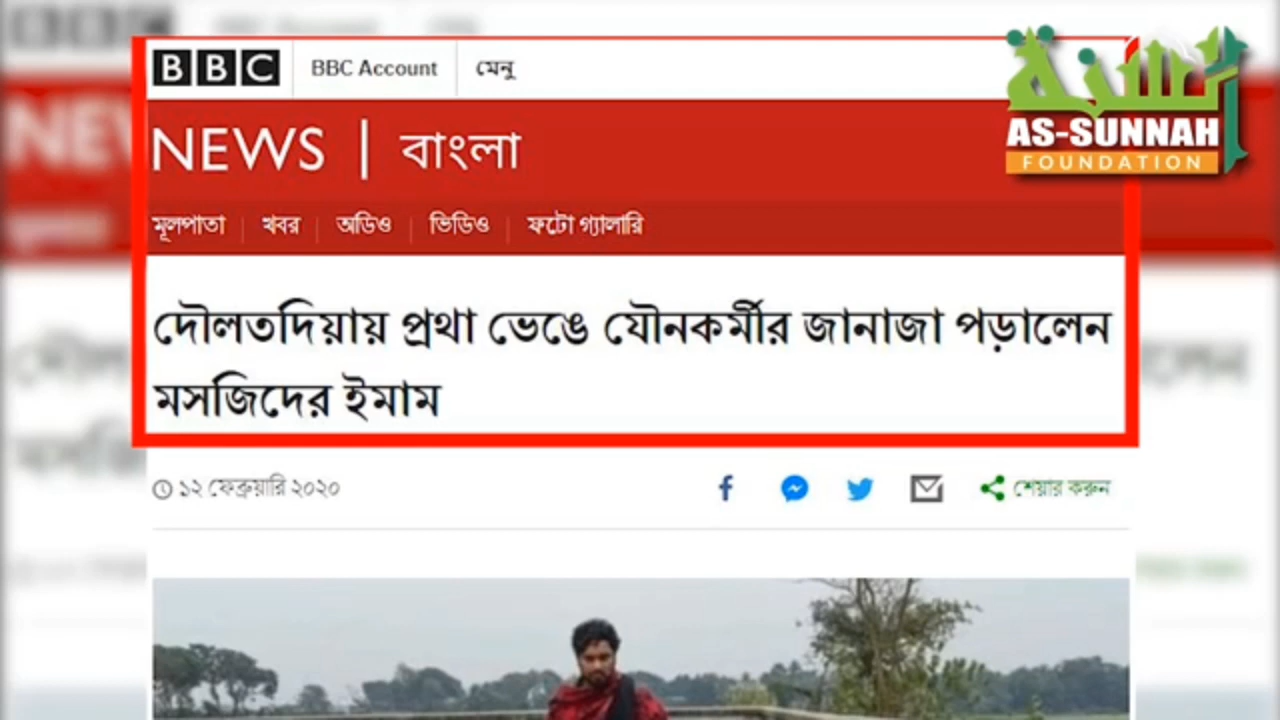 BBC
BBC Account
মেনু
السنة
AS-SUNNAH
FOUNDATION
NEWS | বাংলা
মূলপাতা | খবর | অডিও | ভিডিও | ফটো গ্যালারি
দৌলতদিয়ায় প্রথা ভেঙে যৌনকর্মীর জানাজা পড়ালেন
মসজিদের ইমাম
১২ ফেব্রুয়ারি ২০২০
শেয়ার করুন